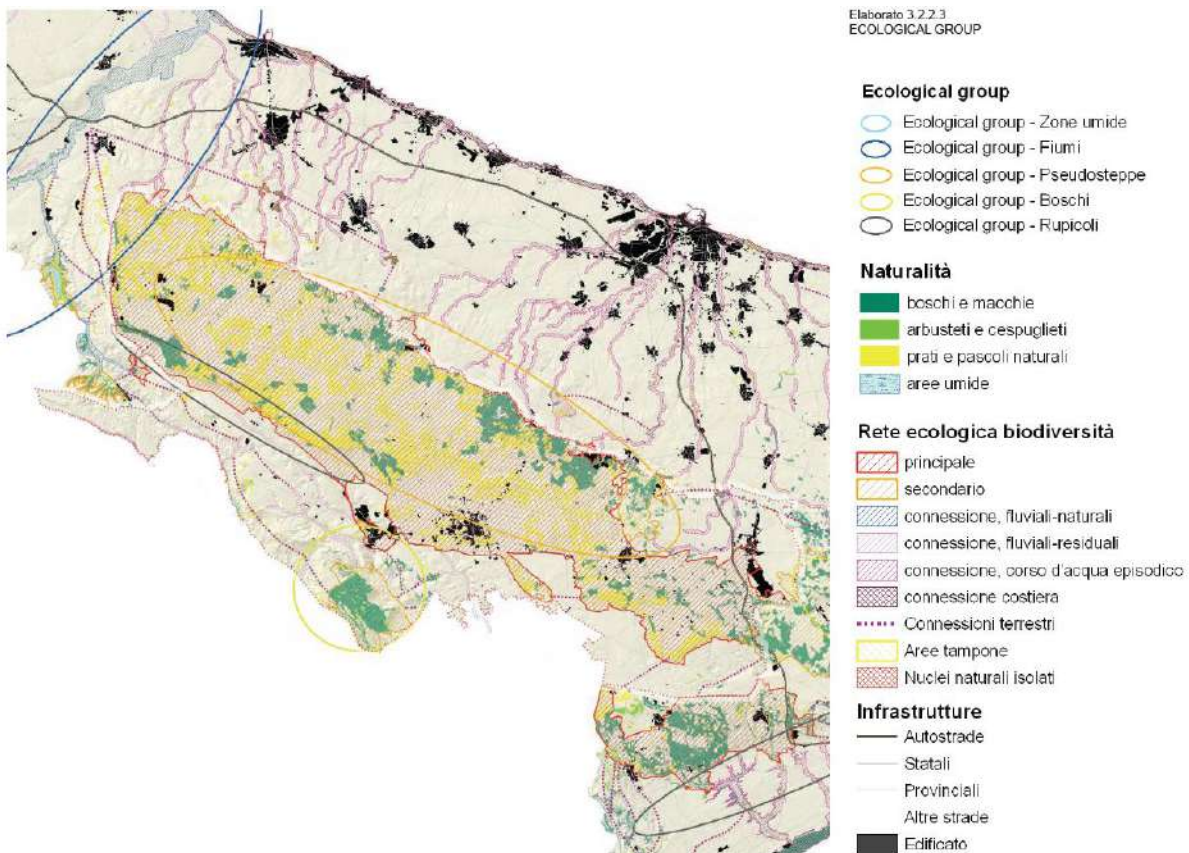 Elaborato 3.2.2.3
ECOLOGICAL GROUP
Ecological group
Ecological group - Zone umide
Ecological group - Fiumi
Ecological group - Pseudosteppe
Ecological group - Boschi
Ecological group - Rupicoli
Naturalità
boschi e macchie
arbusteti e cespuglieti
prati e pascoli naturali
aree umide
Rete ecologica biodiversità
principale
secondario
connessione, fluviali-naturali
connessione, fluviali-residuali
connessione, corso d'acqua episodico
connessione costiera
Connessioni terrestri
Aree tampone
Nuclei naturali isolati
Infrastrutture
Autostrade
Statali
Provinciali
Altre strade
Edificato